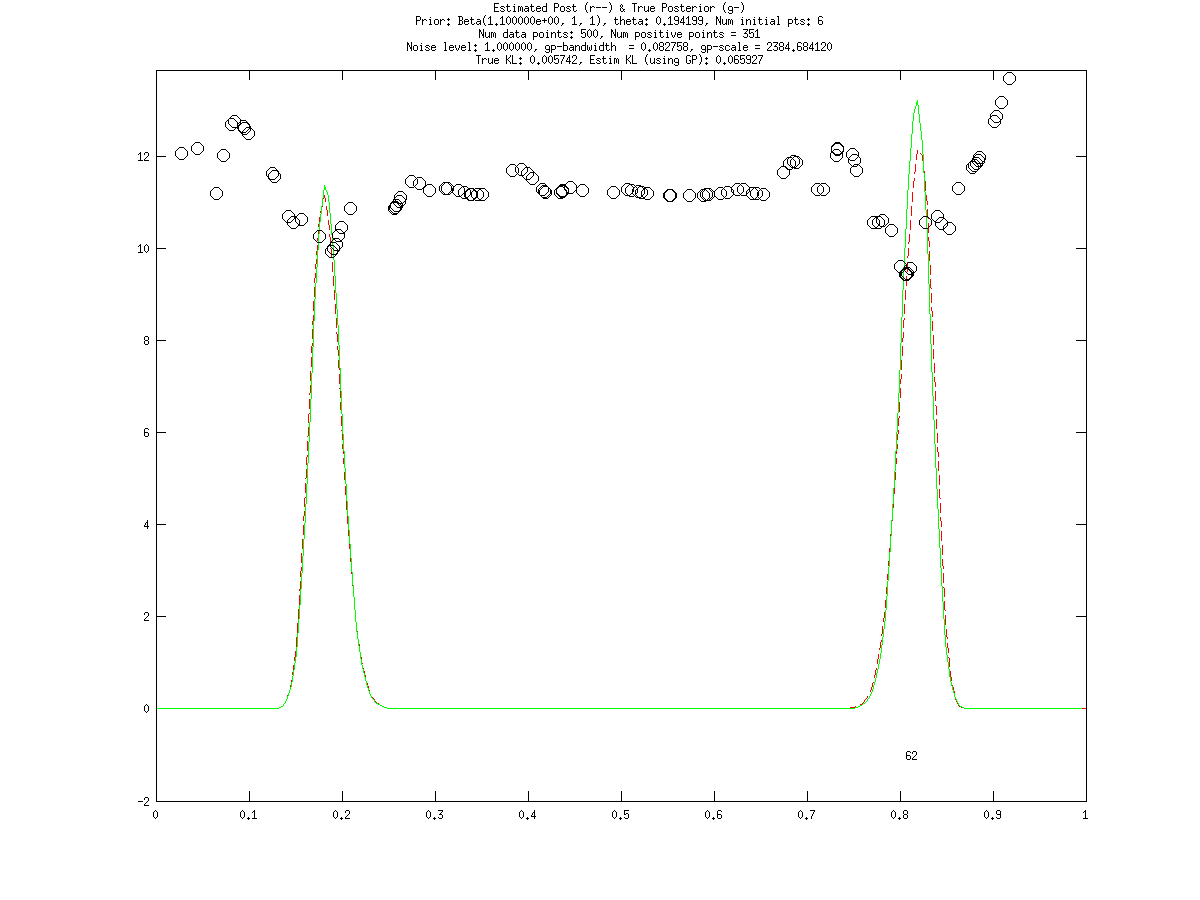 Estimated Post (r--) & True Posterior (g-)
Prior: Beta(1.100000e+00, 1, 1), theta: 0.194199, Num initial pts: 6
Num data points: 500, Num positive points = 351
Noise level: 1.000000, gp-bandwidth  = 0.082758, gp-scale = 2384.684120
True KL: 0.005742, Estim KL (using GP): 0.065927
12
10
8
6
4
2
0
62
-2
0 0.1 0.2 0.3 0.4 0.5 0.6 0.7 0.8 0.9 1